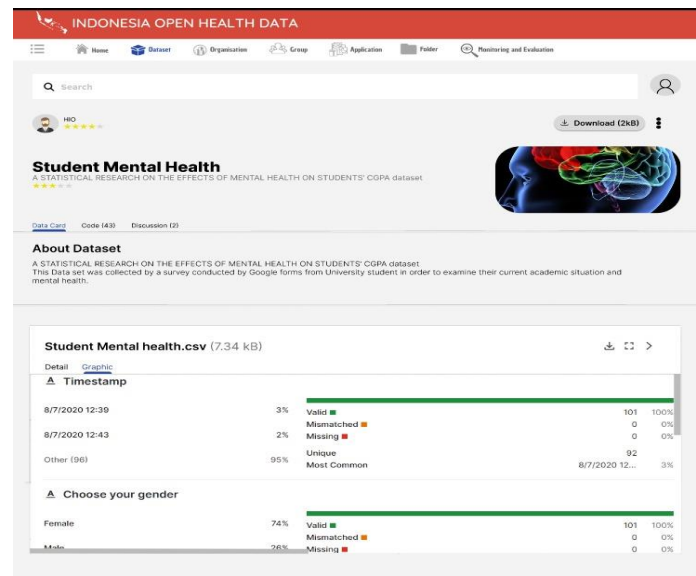 INDONESIA OPEN HEALTH DATA
Home Dataset Organisation Group Application Folder Monitoring and Evaluation
Search
HIO
Download (2kB)
Student Mental Health
A STATISTICAL RESEARCH ON THE EFFECTS OF MENTAL HEALTH ON STUDENTS' CGPA dataset
Data Card Code (43) Discussion (2)
About Dataset
A STATISTICAL RESEARCH ON THE EFFECTS OF MENTAL HEALTH ON STUDENTS' CGPA dataset
This Data set was collected by a survey conducted by Google forms from University student in order to examine their current academic situation and
mental health.
Student Mental health.csv (7.34 kB)
Detail Graphic
A Timestamp
8/7/2020 12:39 3% Valid 101 100%
Mismatched 0 0%
8/7/2020 12:43 2% Missing 0 0%
Unique 92
Other (96) 95% Most Common 8/7/2020 12... 3%
A Choose your gender
Female 74% Valid 101 100%
Mismatched 0 0%
Male 26% Missing 0 0%